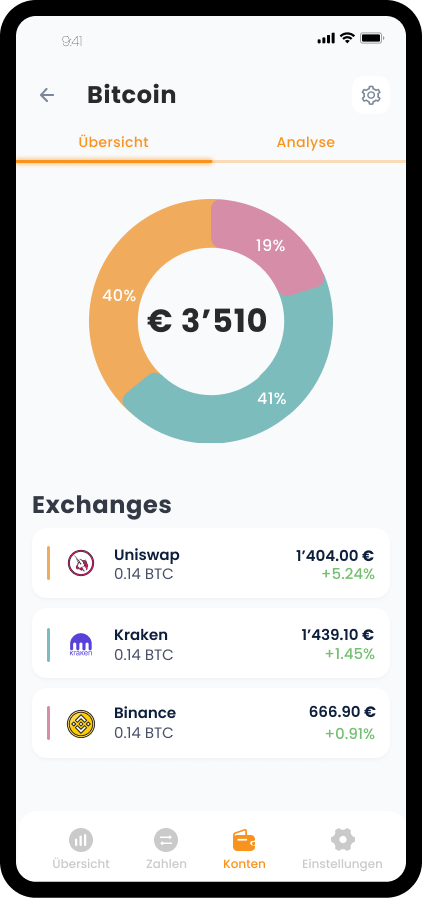 9:41
Bitcoin
Übersicht Analyse
19%
40%
€ 3’510
41%
Exchanges
Uniswap 1’404.00 €
0.14 BTC +5.24%
Kraken 1’439.10 €
0.14 BTC +1.45%
kraken
Binance 666.90 €
0.14 BTC +0.91%
Übersicht Zahlen Konten Einstellungen